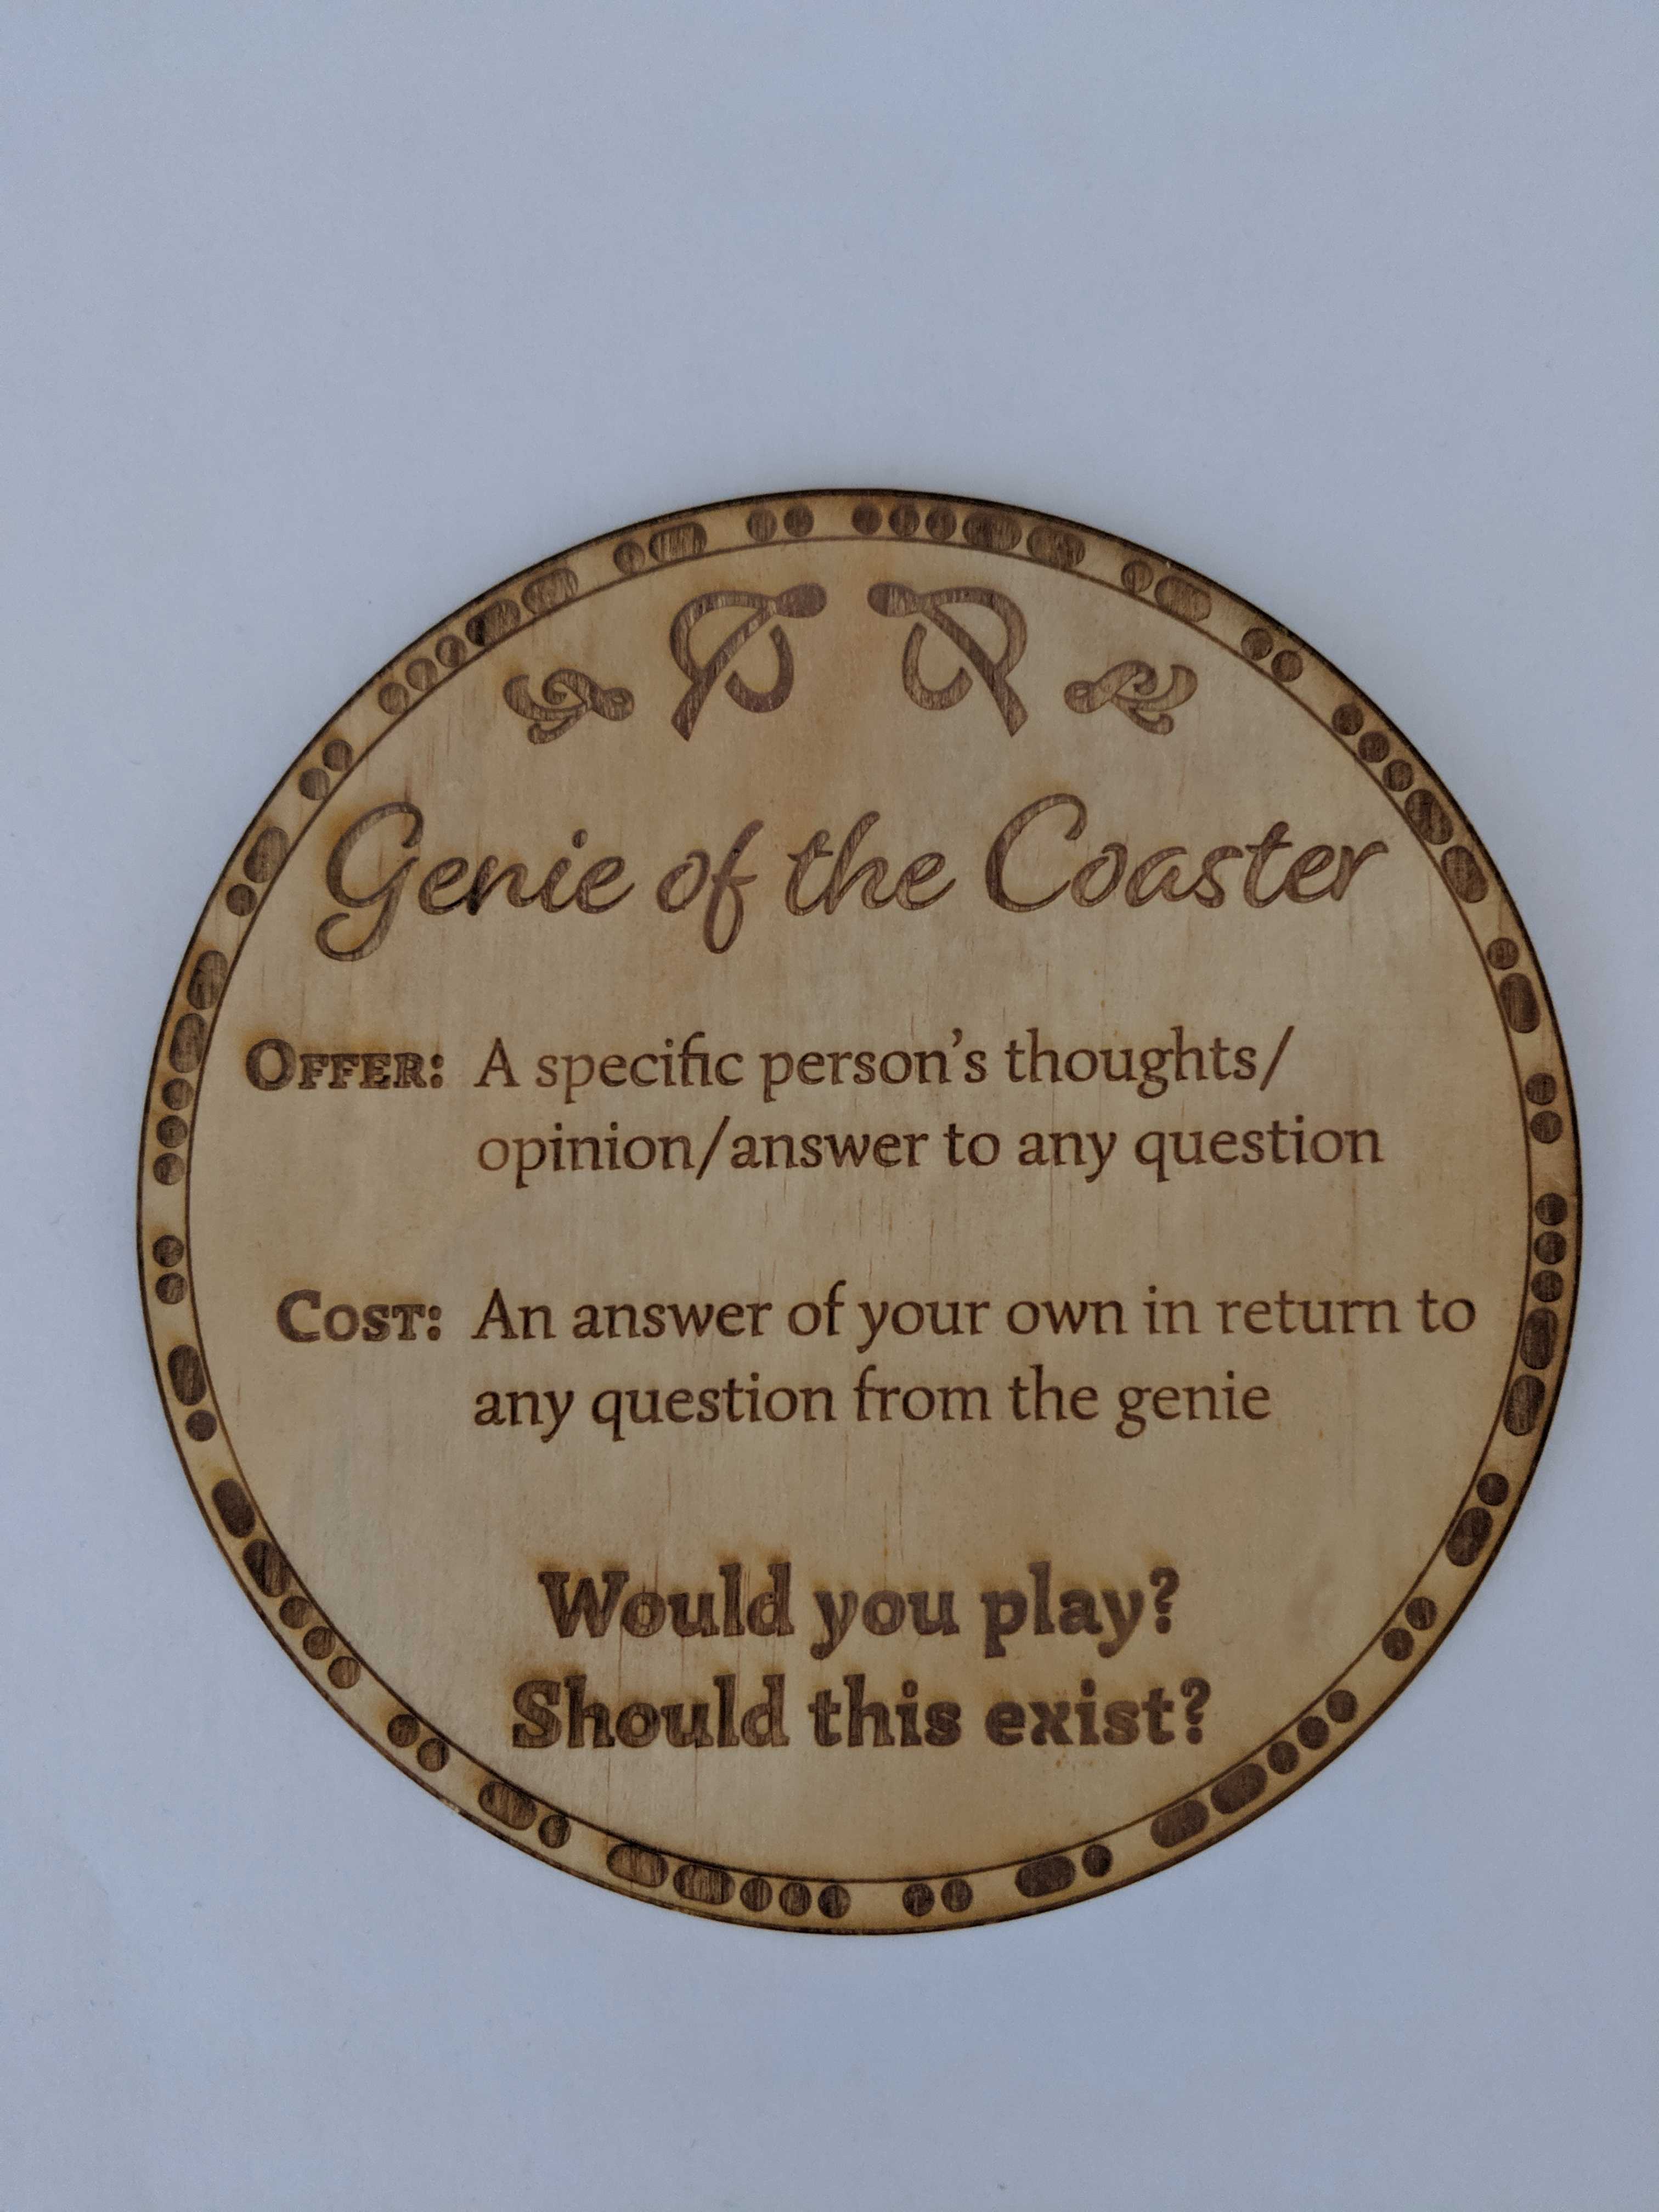 Genie of the Coaster
OFFER: A specific person's thoughts/
opinion/answer to any question
COST: An answer of your own in return to
any question from the genie
Would you play?
Should this exist?